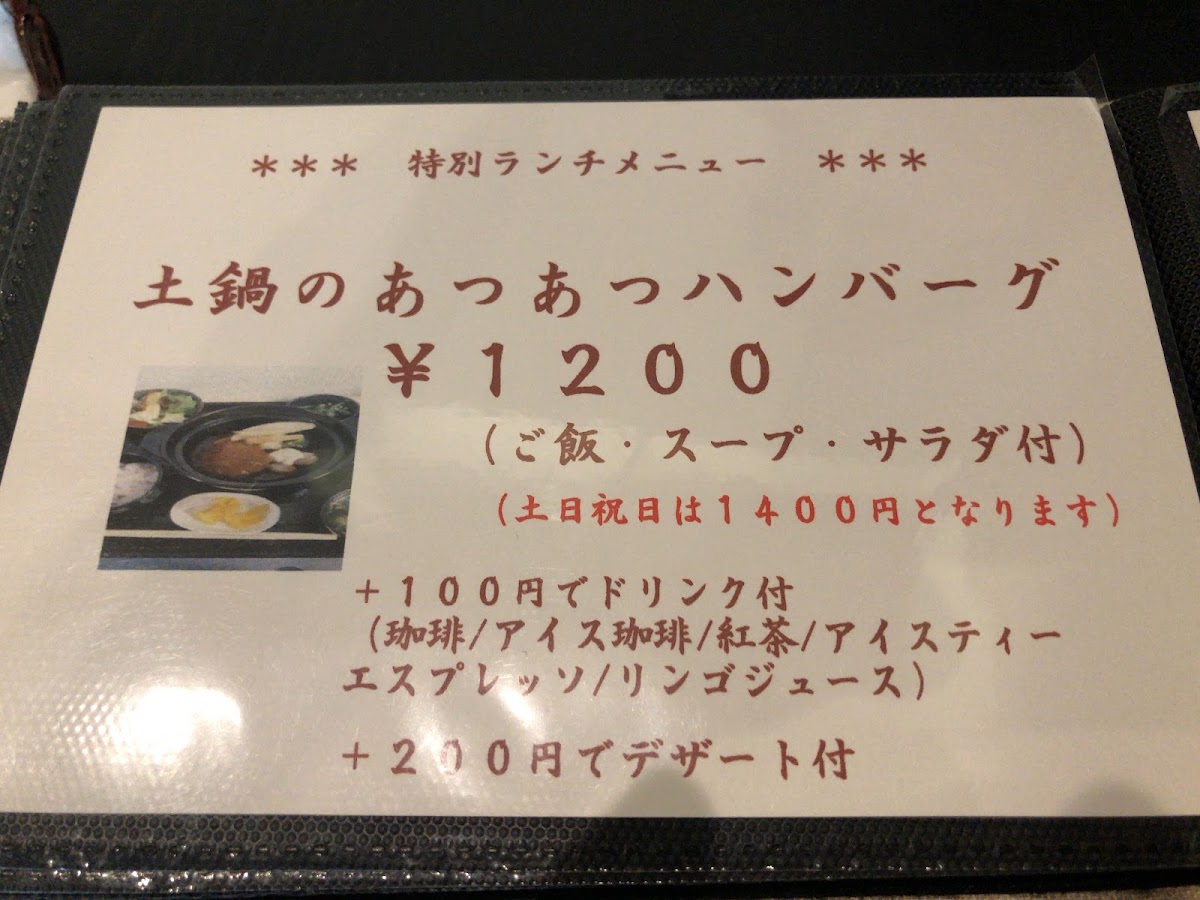 ＊＊＊　特別ランチメニュー　＊＊＊
土鍋のあつあつハンバーグ
￥１２００
（ご飯・スープ・サラダ付）
（土日祝日は１４００円となります）
＋１００円でドリンク付
（珈琲/アイス珈琲/紅茶/アイスティー
エスプレッソ/リンゴジュース）
＋２００円でデザート付